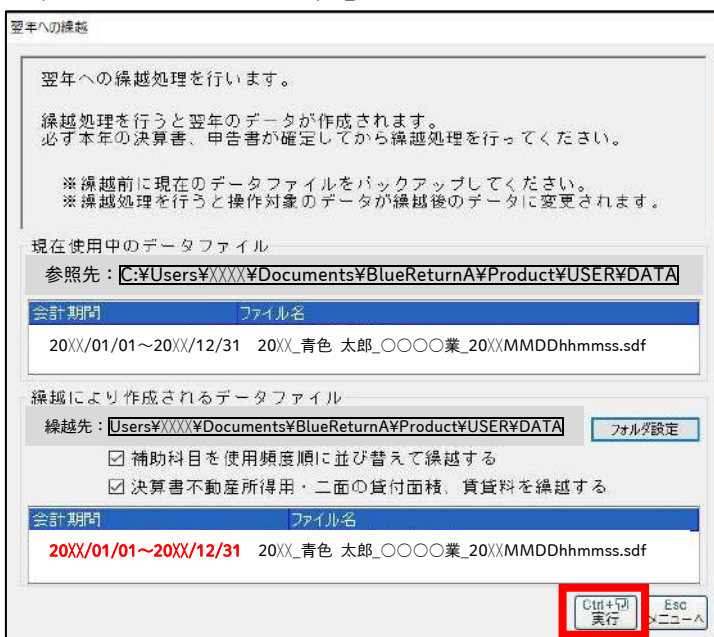 翌年への繰越
翌年への繰越処理を行います。
繰越処理を行うと翌年のデータが作成されます。
必ず本年の決算書、申告書が確定してから繰越処理を行ってください。
※繰越前に現在のデータファイルをバックアップしてください。
※繰越処理を行うと操作対象のデータが繰越後のデータに変更されます。
現在使用中のデータファイル
参照先：C:¥Users¥XXXX¥Documents¥BlueReturnA¥Product¥USER¥DATA
会計期間 ファイル名
20XX/01/01～20XX/12/31 20XX_青色 太郎_○○○○業_20XXMMDDhhmmss.sdf
繰越により作成されるデータファイル
繰越先：Users¥XXXX¥Documents¥BlueReturnA¥Product¥USER¥DATA フォルダ設定
☑ 補助科目を使用頻度順に並び替えて繰越する
☑ 決算書不動産所得用・二面の貸付面積、賃貸料を繰越する
会計期間 ファイル名
20XX/01/01～20XX/12/31 20XX_青色 太郎_○○○○業_20XXMMDDhhmmss.sdf
Ctrl+ Esc
実行 メニューへ